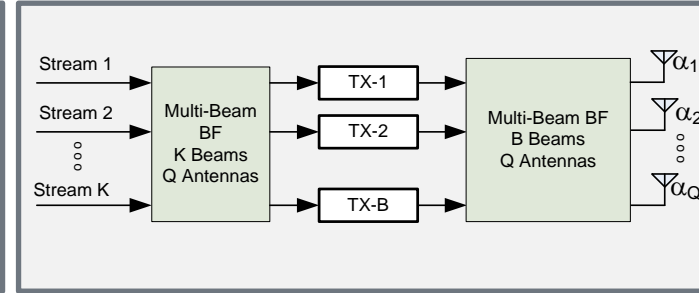 Stream 1
Stream 2
Stream K
Multi-Beam
BF
K Beams
Q Antennas
TX-1
TX-2
TX-B
Multi-Beam BF
B Beams
Q Antennas
α1
α2
αQ